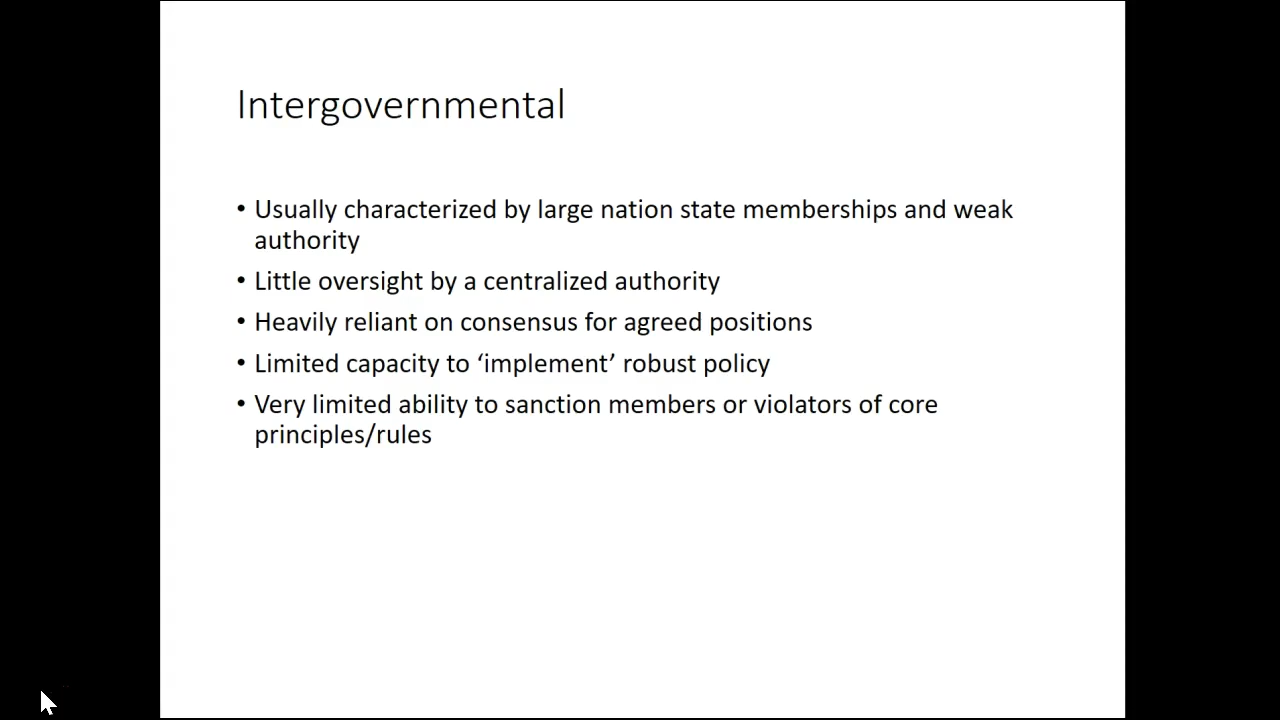 Intergovernmental
• Usually characterized by large nation state memberships and weak
authority
• Little oversight by a centralized authority
• Heavily reliant on consensus for agreed positions
• Limited capacity to ‘implement’ robust policy
• Very limited ability to sanction members or violators of core
principles/rules